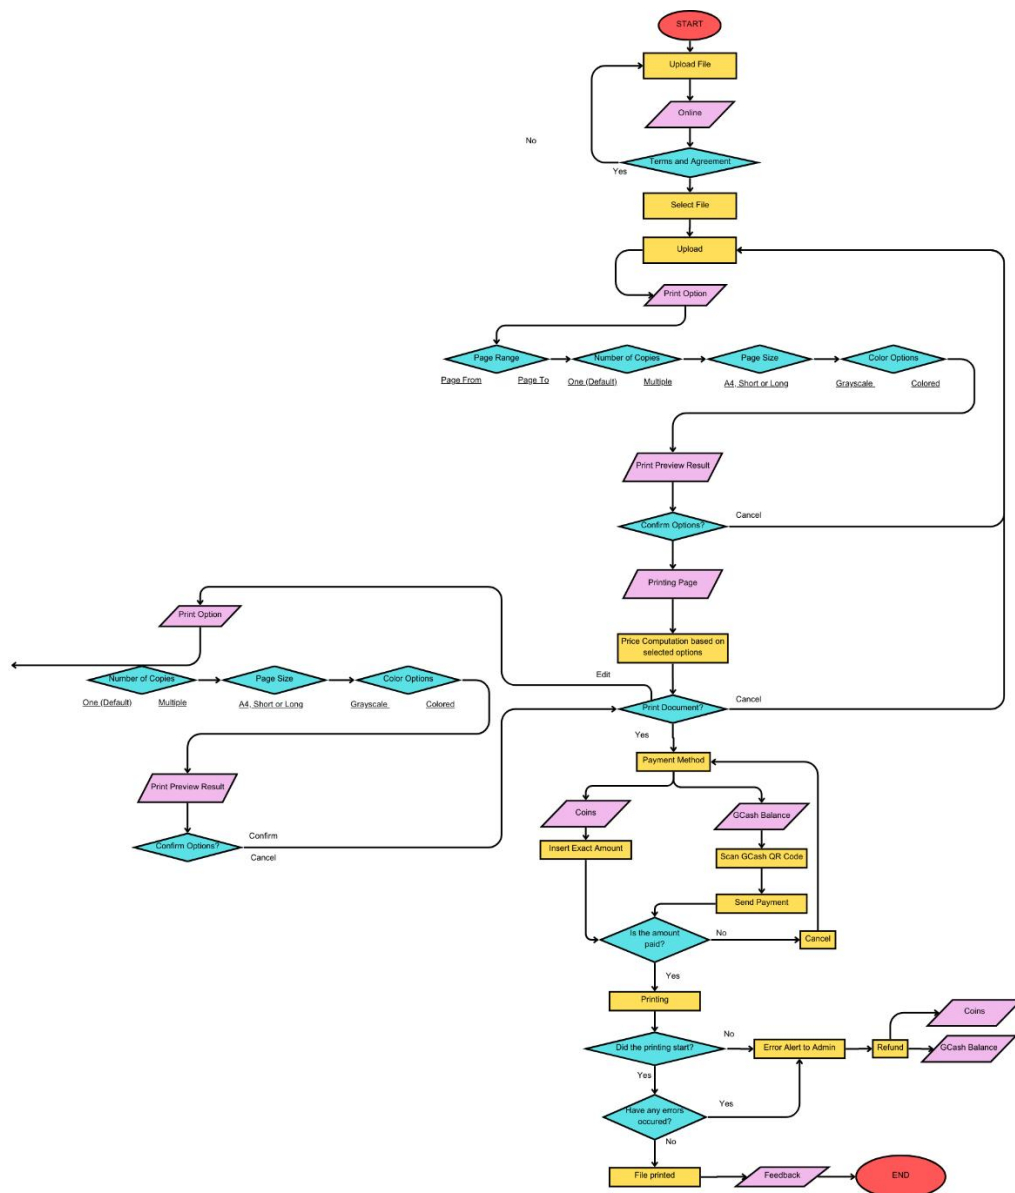 START
Upload File
Online
No
Terms and Agreement
Yes
Select File
Upload
Print Option
Page Range
Number of Copies
Page Size
Color Options
Page From
Page To
One (Default)
Multiple
A4, Short or Long
Grayscale
Colored
Print Preview Result
Confirm Options?
Cancel
Printing Page
Print Option
Price Computation based on
selected options
Edit
Number of Copies
Page Size
Color Options
One (Default)
Multiple
A4, Short or Long
Grayscale
Colored
Print Document?
Cancel
Yes
Payment Method
Print Preview Result
Coins
GCash Balance
Confirm Options?
Confirm
Cancel
Insert Exact Amount
Scan GCash QR Code
Send Payment
Is the amount
paid?
No
Cancel
Yes
Printing
Did the printing start?
No
Error Alert to Admin
Refund
Coins
GCash Balance
Yes
Have any errors
occured?
Yes
No
File printed
Feedback
END